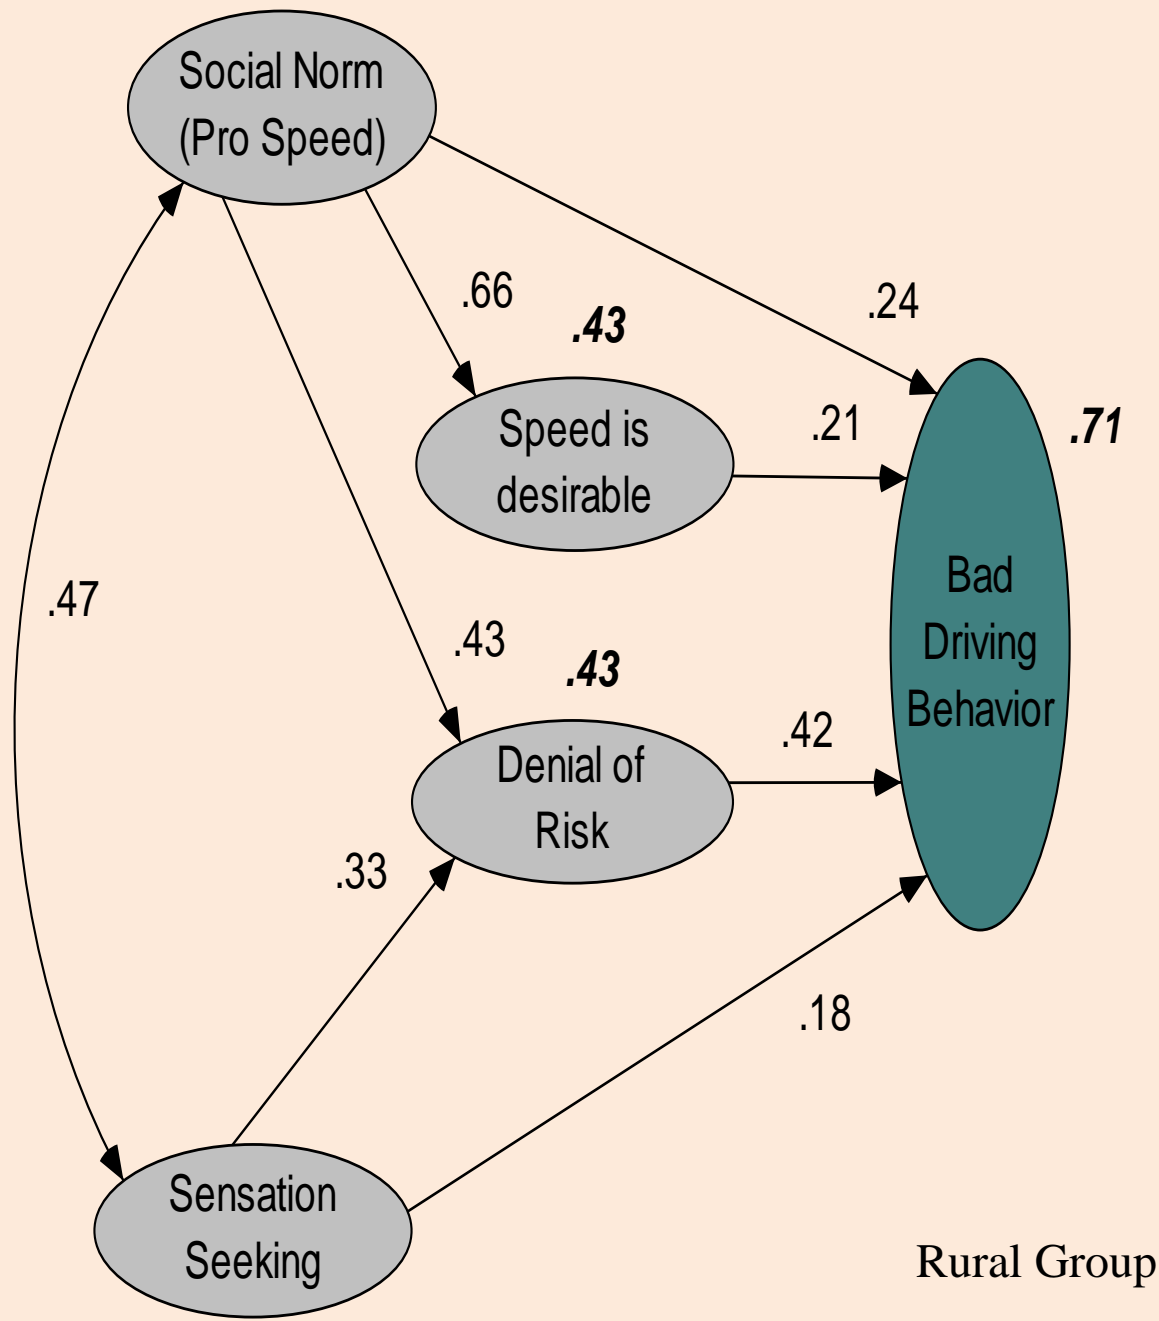 Social Norm
(Pro Speed)
.66
.43
.24
Speed is
desirable
.21
.71
.47
Bad
Driving
Behavior
.43
.43
Denial of
Risk
.42
.33
.18
Sensation
Seeking
Rural Group